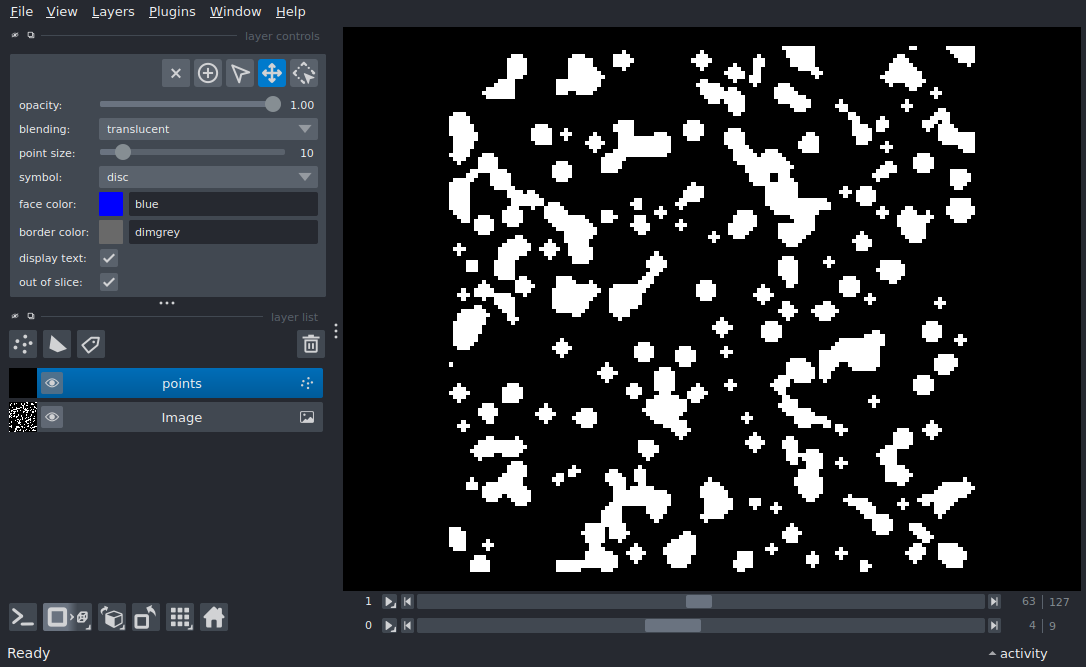 File View Layers Plugins Window Help
layer controls
opacity: 1.00
blending: translucent
point size: 10
symbol: disc
face color: blue
border color: dimgrey
display text:
out of slice:
layer list
points
Image
1 63 127
0 4 9
Ready activity